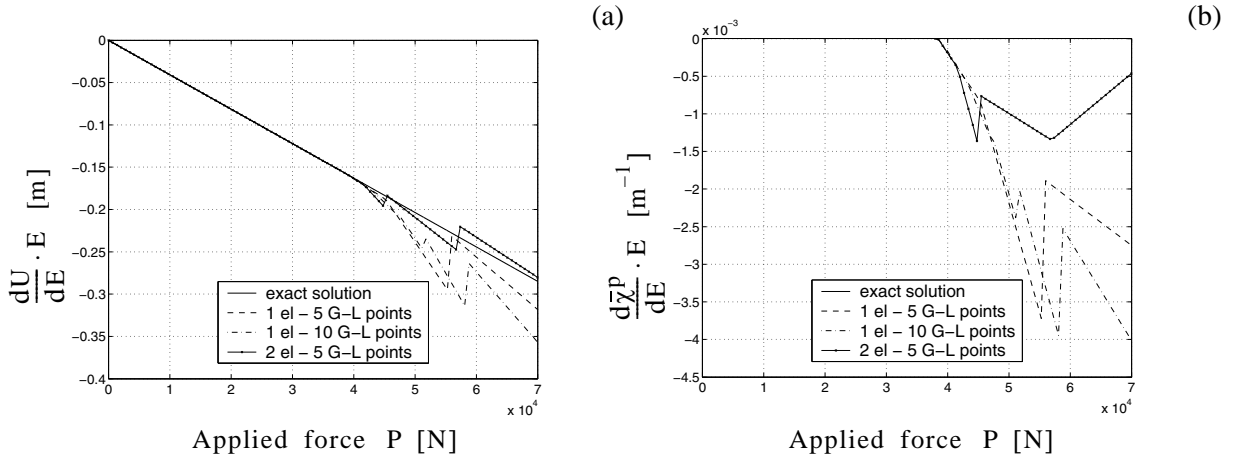 (a)
0
−0.05
−0.1
−0.15
−0.2
−0.25
−0.3
−0.35
−0.4
dU/dE · E [m]
exact solution
1 el − 5 G−L points
1 el − 10 G−L points
2 el − 5 G−L points
0 1 2 3 4 5 6 7
x 10^4
Applied force P [N]
(b)
x 10^−3
0
−0.5
−1
−1.5
−2
−2.5
−3
−3.5
−4
−4.5
dχ̄^p/dE · E [m^−1]
exact solution
1 el − 5 G−L points
1 el − 10 G−L points
2 el − 5 G−L points
0 1 2 3 4 5 6 7
x 10^4
Applied force P [N]